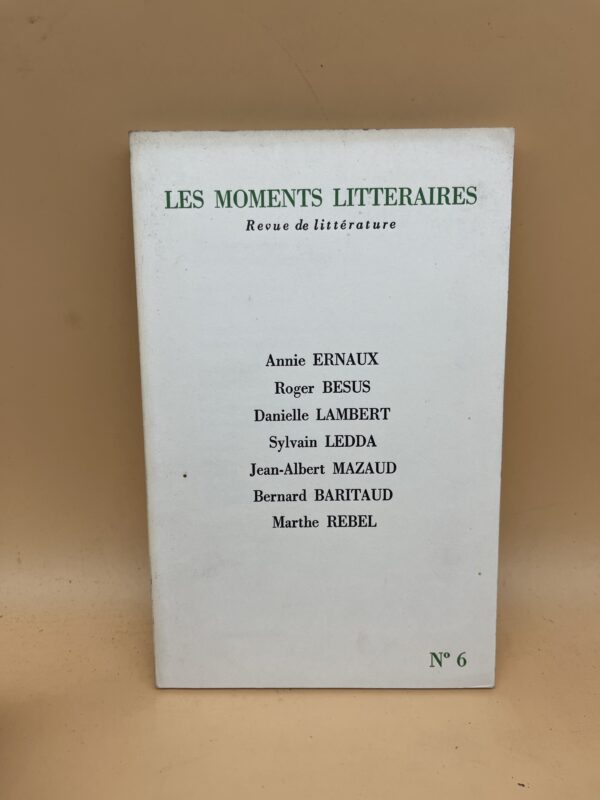 LES MOMENTS LITTERAIRES
Revue de littérature
Annie ERNAUX
Roger BESUS
Danielle LAMBERT
Sylvain LEDDA
Jean-Albert MAZAUD
Bernard BARITAUD
Marthe REBEL
Nº 6